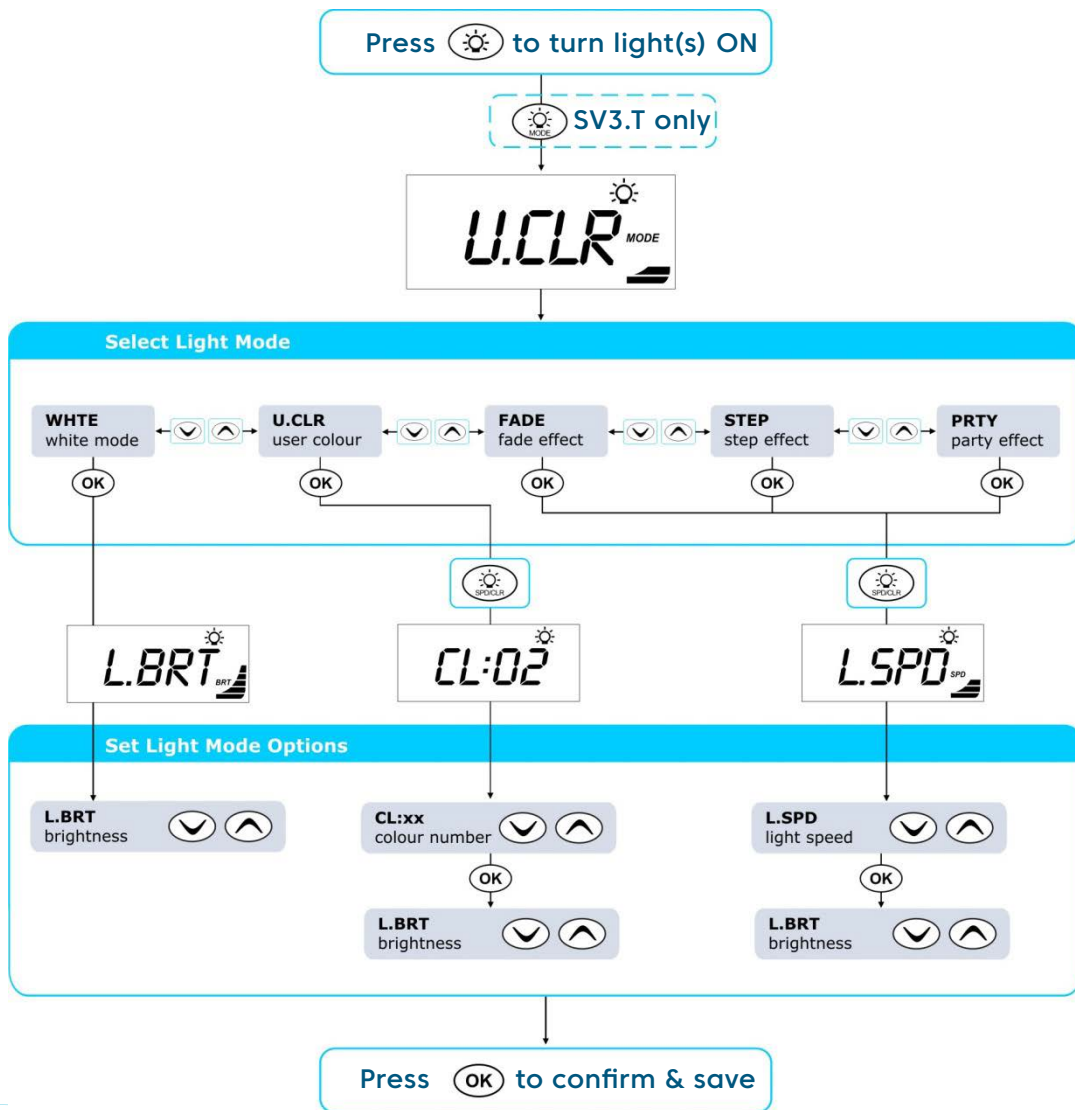 Press to turn light(s) ON
MODE
SV3.T only
U.CLR MODE
Select Light Mode
WHTE
white mode
U.CLR
user colour
FADE
fade effect
STEP
step effect
PRTY
party effect
OK
OK
OK
OK
OK
SPD/CLR
SPD/CLR
L.BRT BRT
CL:02
L.SPD SPD
Set Light Mode Options
L.BRT
brightness
CL:xx
colour number
L.SPD
light speed
OK
OK
L.BRT
brightness
L.BRT
brightness
Press OK to confirm & save